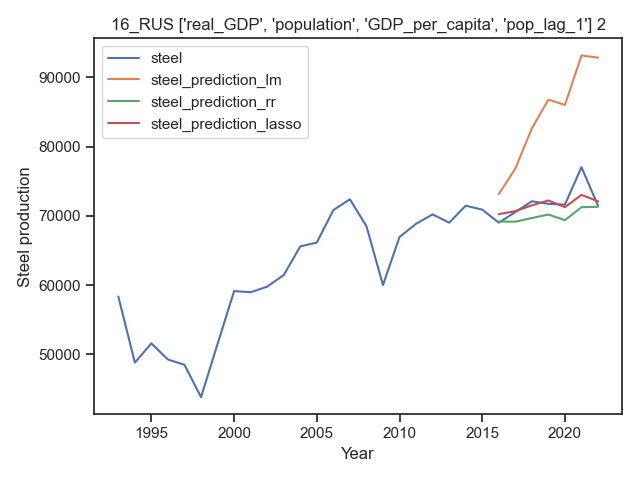 16_RUS ['real_GDP', 'population', 'GDP_per_capita', 'pop_lag_1'] 2
steel
steel_prediction_lm
steel_prediction_rr
steel_prediction_lasso
90000
80000
70000
60000
50000
Steel production
1995 2000 2005 2010 2015 2020
Year